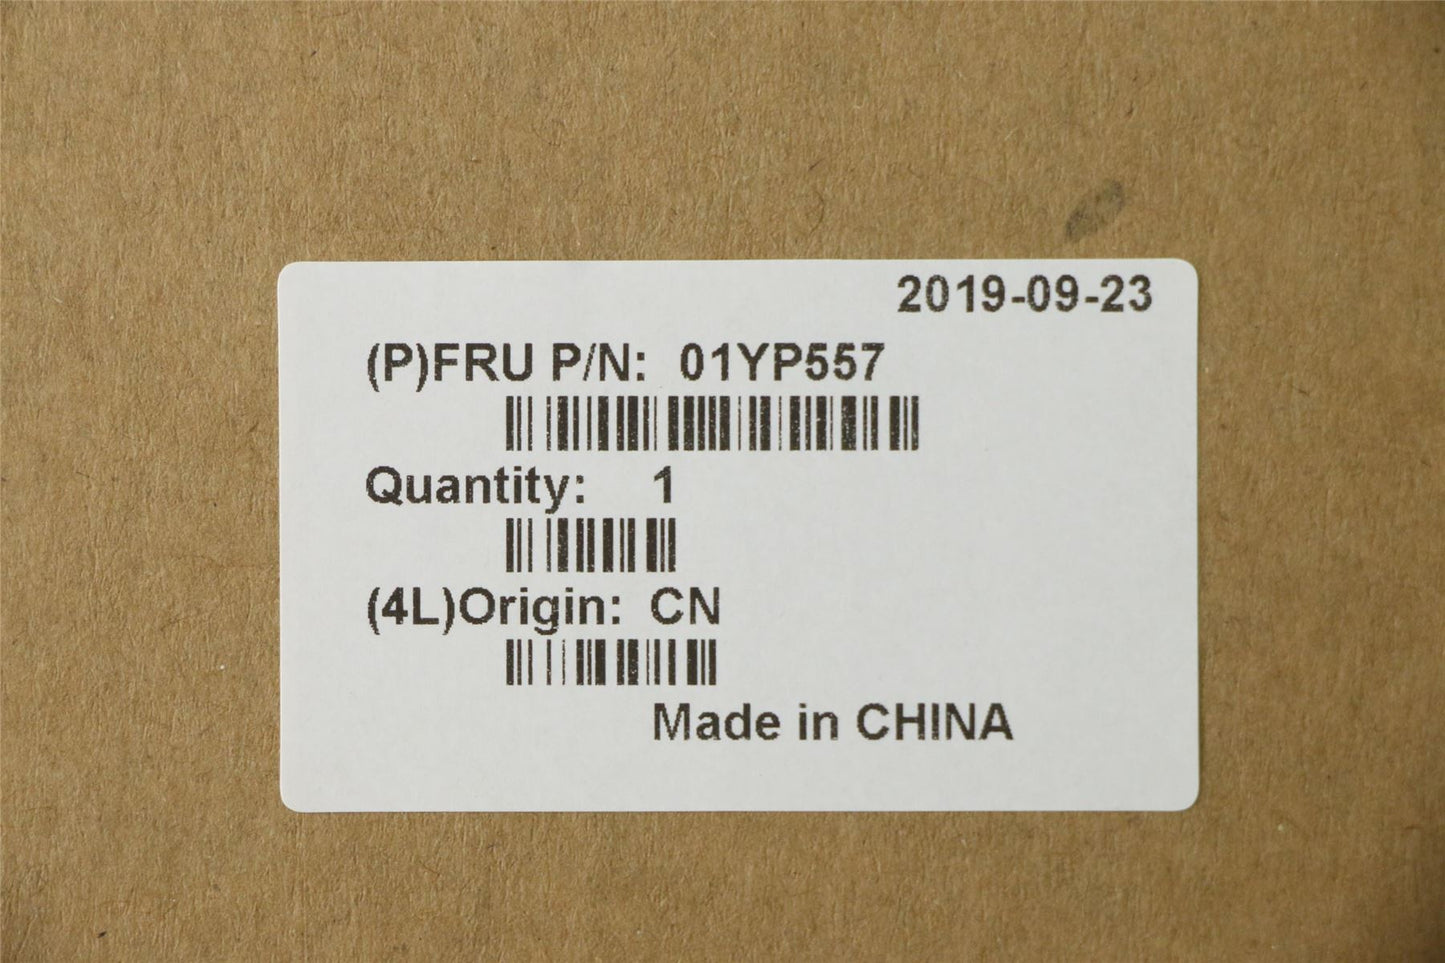 2019-09-23
(P)FRU P/N: 01YP557
Quantity: 1
(4L)Origin: CN
Made in CHINA